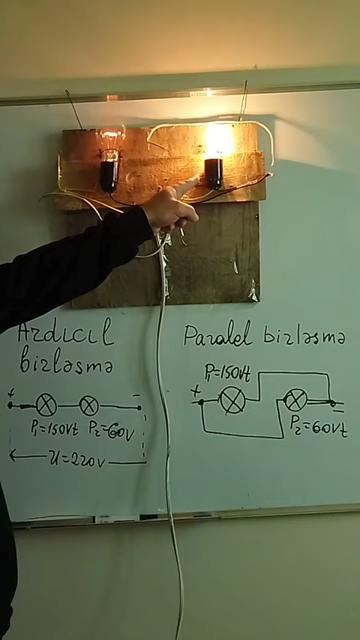 Ardıcıl
birləşmə
+ -
P₁=150Vt P₂=60V
U=220V
Paralel birləşmə
P₁=150Vt
+ -
P₂=60Vt